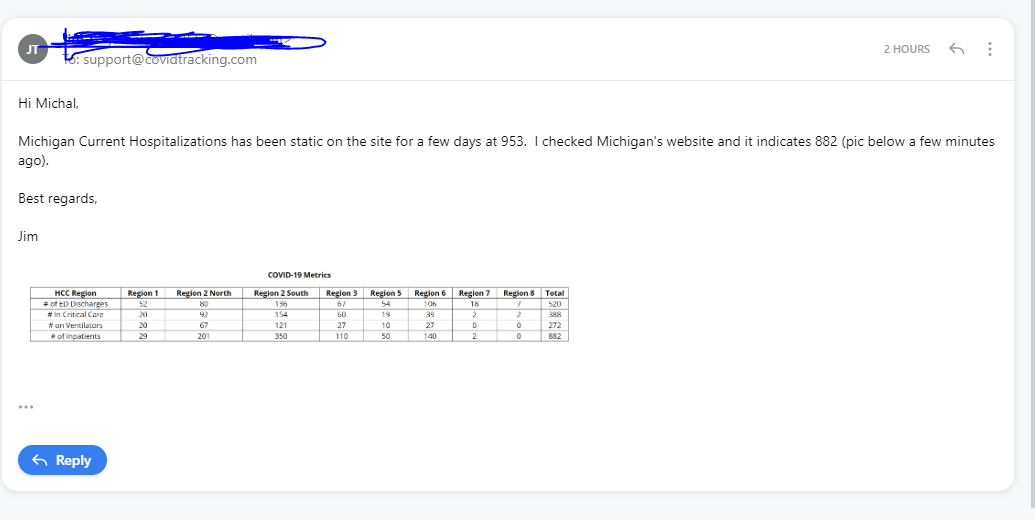 JT
To: support@covidtracking.com
2 HOURS
Hi Michal,
Michigan Current Hospitalizations has been static on the site for a few days at 953.  I checked Michigan's website and it indicates 882 (pic below a few minutes
ago).
Best regards,
Jim
COVID-19 Metrics
HCC Region Region 1 Region 2 North Region 2 South Region 3 Region 5 Region 6 Region 7 Region 8 Total
# of ED Discharges 52 80 136 67 54 106 18 7 520
# In Critical Care 20 92 154 60 19 39 2 2 388
# on Ventilators 20 67 121 27 10 27 0 0 272
# of Inpatients 29 201 350 110 50 140 2 0 882
...
Reply